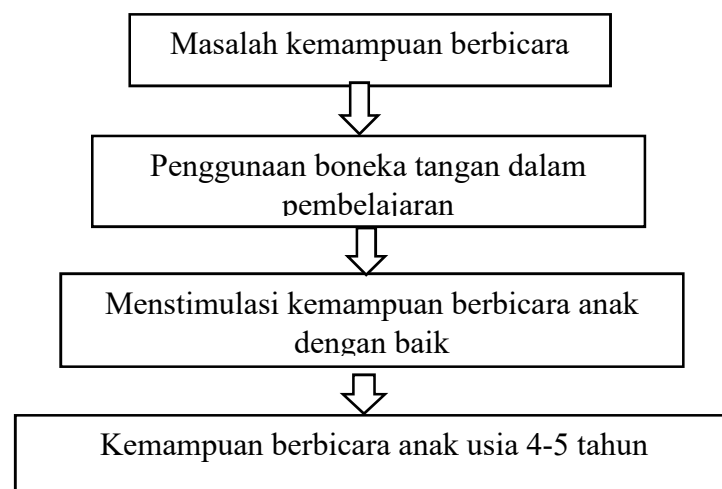 Masalah kemampuan berbicara
Penggunaan boneka tangan dalam
pembelajaran
Menstimulasi kemampuan berbicara anak
dengan baik
Kemampuan berbicara anak usia 4-5 tahun